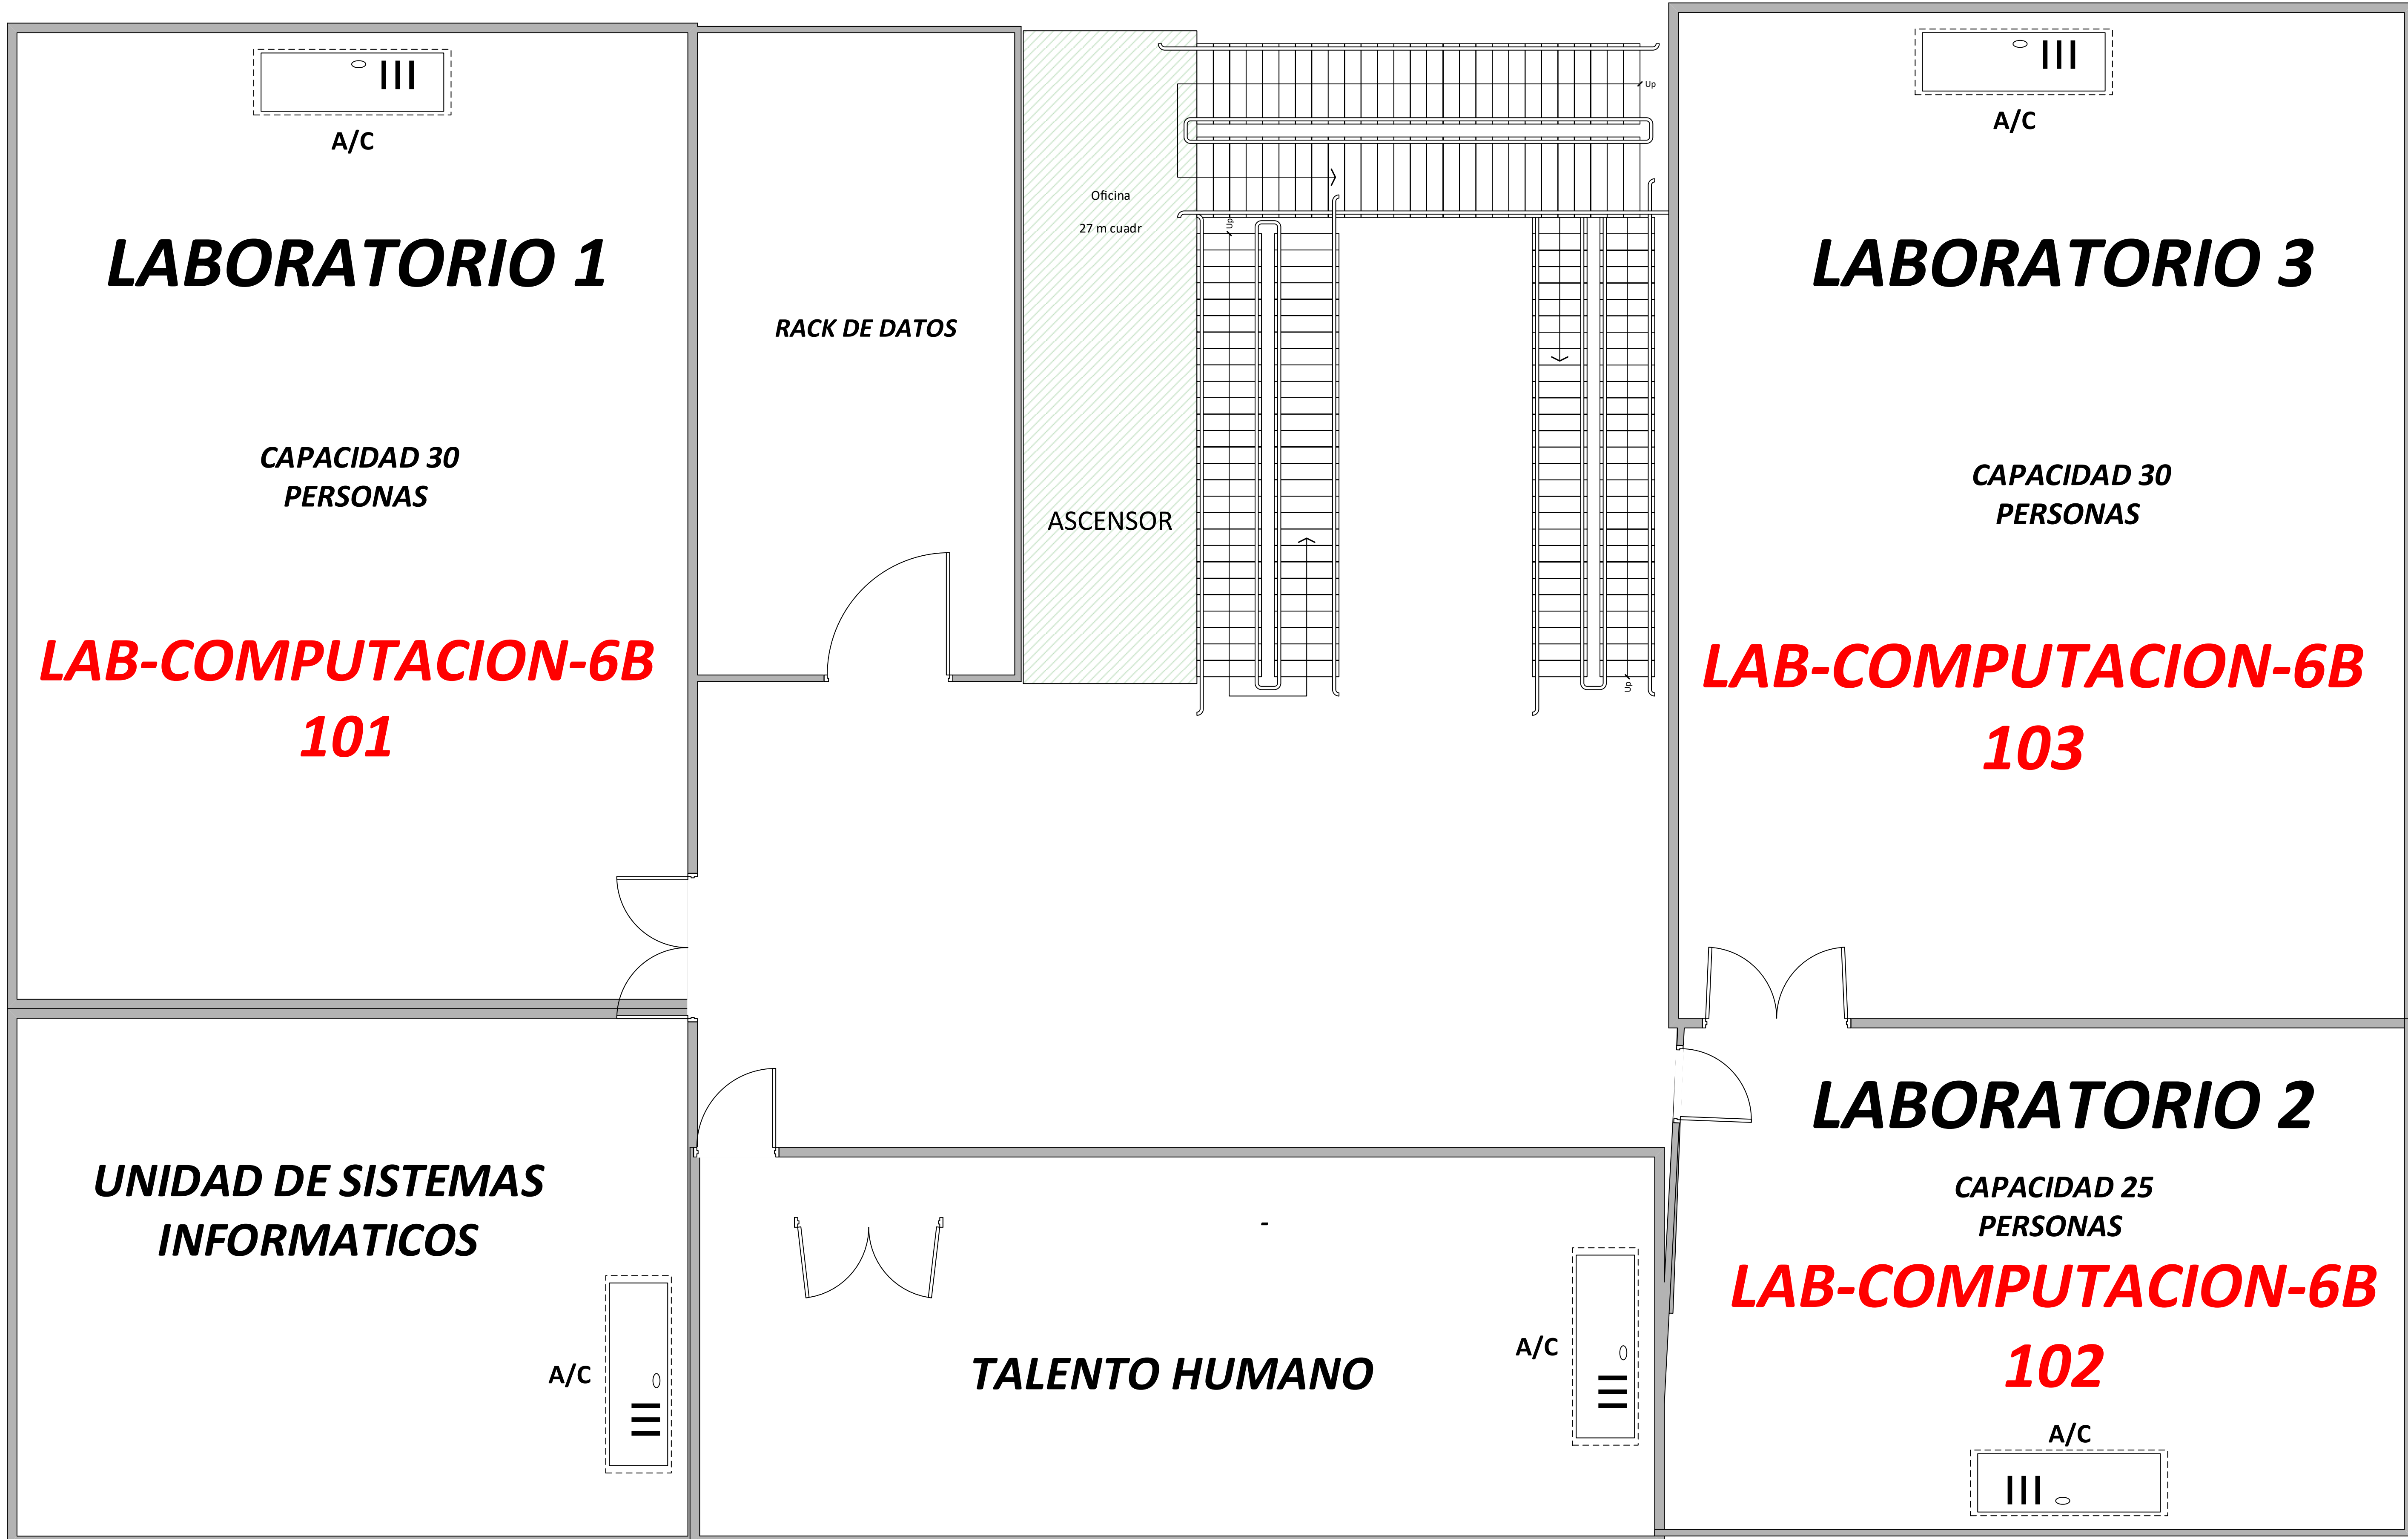 A/C
LABORATORIO 1
CAPACIDAD 30
PERSONAS
LAB-COMPUTACION-6B
101
RACK DE DATOS
Oficina
27 m cuadr
ASCENSOR
Up
Up
Up
A/C
LABORATORIO 3
CAPACIDAD 30
PERSONAS
LAB-COMPUTACION-6B
103
UNIDAD DE SISTEMAS
INFORMATICOS
A/C
-
TALENTO HUMANO
A/C
LABORATORIO 2
CAPACIDAD 25
PERSONAS
LAB-COMPUTACION-6B
102
A/C